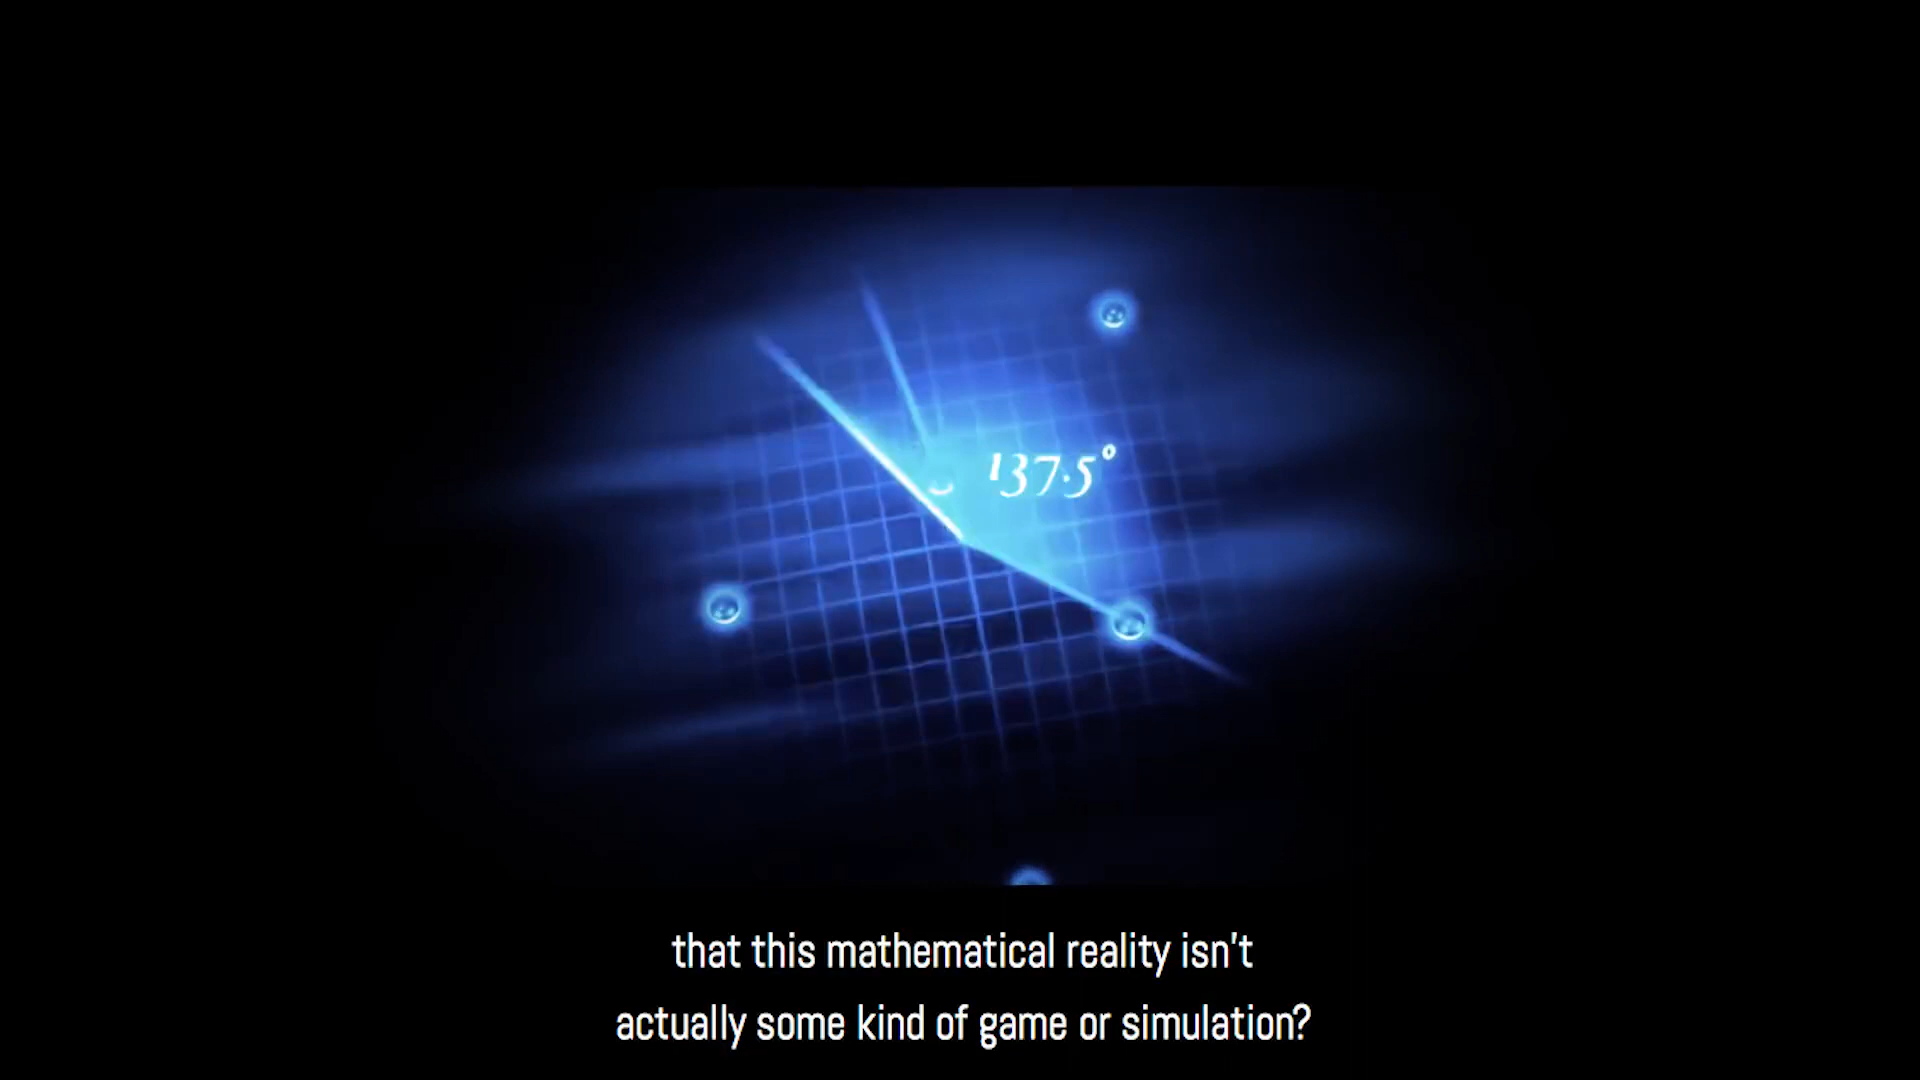 137.5°
that this mathematical reality isn't
actually some kind of game or simulation?